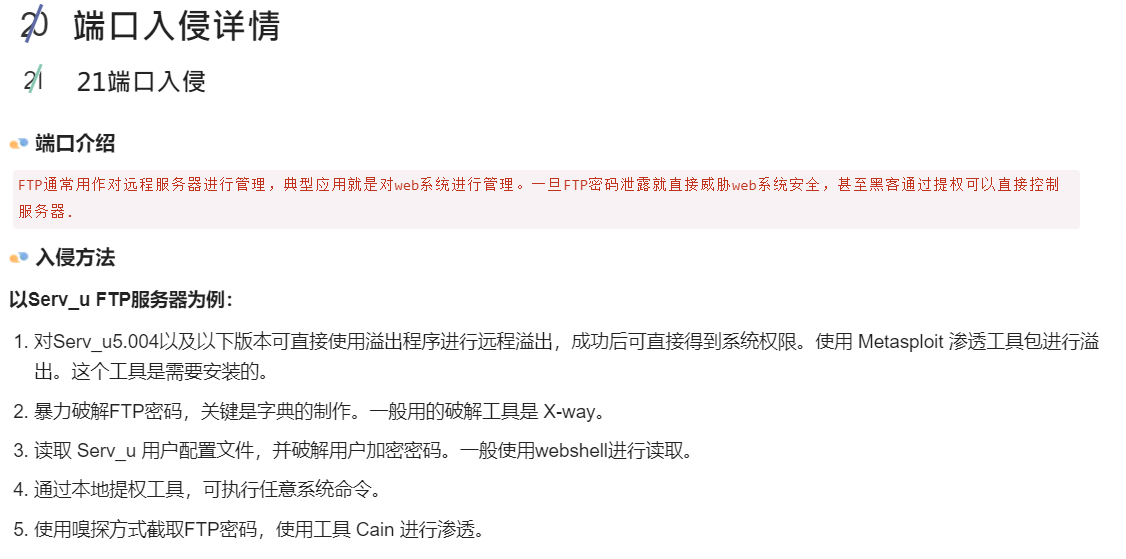 20 端口入侵详情
21 21端口入侵
端口介绍
FTP通常用作对远程服务器进行管理,典型应用就是对web系统进行管理。一旦FTP密码泄露就直接威胁web系统安全,甚至黑客通过提权可以直接控制
服务器.
入侵方法
以Serv_u FTP服务器为例：
1. 对Serv_u5.004以及以下版本可直接使用溢出程序进行远程溢出，成功后可直接得到系统权限。使用 Metasploit 渗透工具包进行溢
出。这个工具是需要安装的。
2. 暴力破解FTP密码，关键是字典的制作。一般用的破解工具是 X-way。
3. 读取 Serv_u 用户配置文件，并破解用户加密密码。一般使用webshell进行读取。
4. 通过本地提权工具，可执行任意系统命令。
5. 使用嗅探方式截取FTP密码，使用工具 Cain 进行渗透。